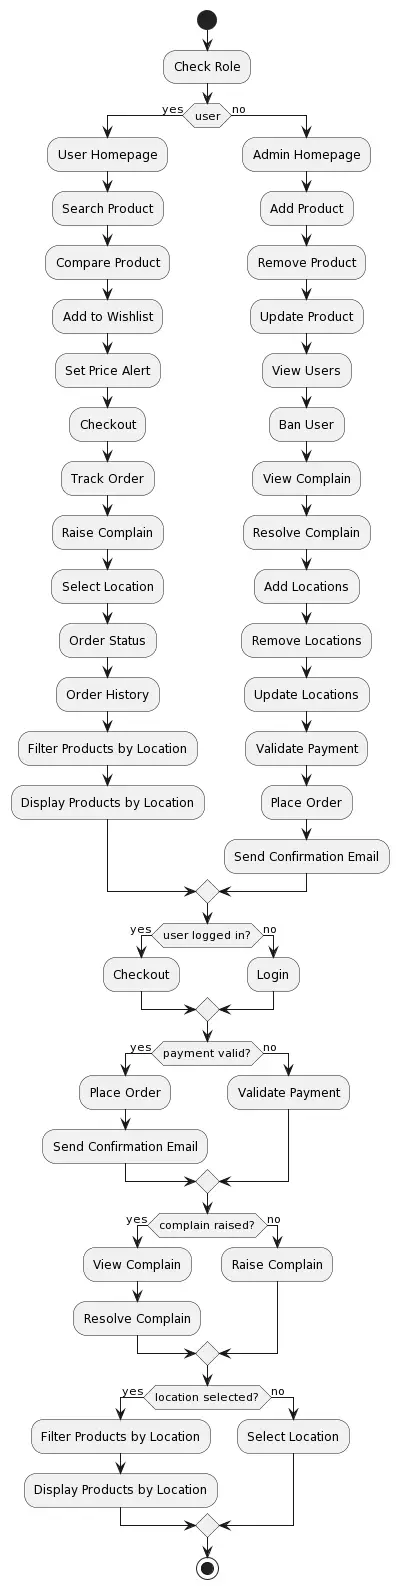 Check Role
yes
user
no
User Homepage
Search Product
Compare Product
Add to Wishlist
Set Price Alert
Checkout
Track Order
Raise Complain
Select Location
Order Status
Order History
Filter Products by Location
Display Products by Location
Admin Homepage
Add Product
Remove Product
Update Product
View Users
Ban User
View Complain
Resolve Complain
Add Locations
Remove Locations
Update Locations
Validate Payment
Place Order
Send Confirmation Email
yes
user logged in?
no
Checkout
Login
yes
payment valid?
no
Place Order
Send Confirmation Email
Validate Payment
yes
complain raised?
no
View Complain
Resolve Complain
Raise Complain
yes
location selected?
no
Filter Products by Location
Display Products by Location
Select Location